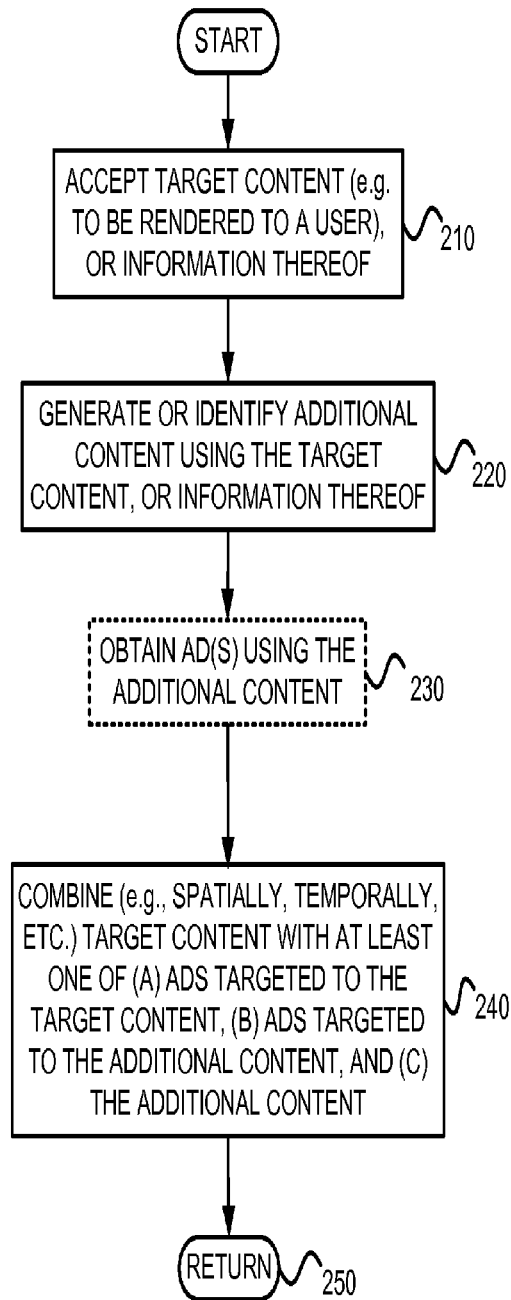 START
ACCEPT TARGET CONTENT (e.g.
TO BE RENDERED TO A USER),
OR INFORMATION THEREOF
210
GENERATE OR IDENTIFY ADDITIONAL
CONTENT USING THE TARGET
CONTENT, OR INFORMATION THEREOF
220
OBTAIN AD(S) USING THE
ADDITIONAL CONTENT
230
COMBINE (e.g., SPATIALLY, TEMPORALLY,
ETC.) TARGET CONTENT WITH AT LEAST
ONE OF (A) ADS TARGETED TO THE
TARGET CONTENT, (B) ADS TARGETED
TO THE ADDITIONAL CONTENT, AND (C)
THE ADDITIONAL CONTENT
240
RETURN
250